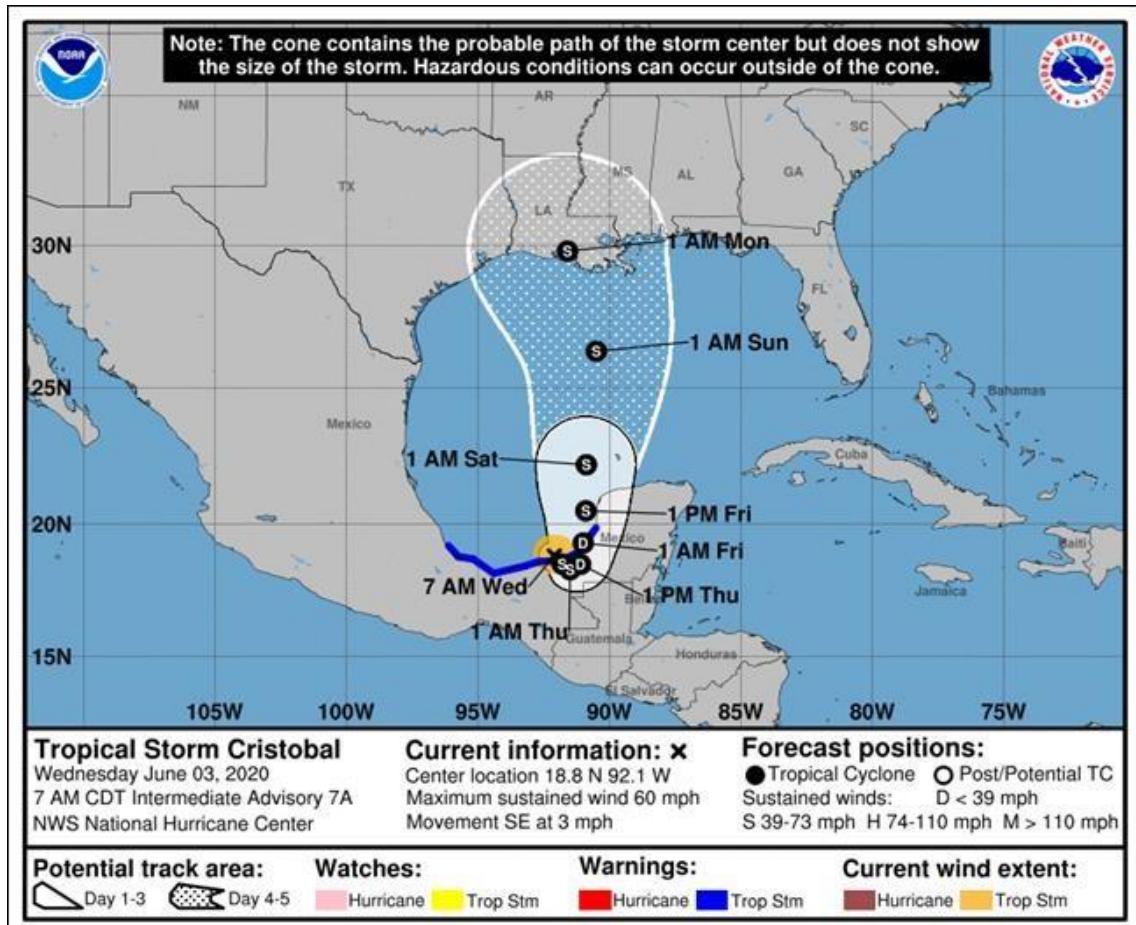 Note: The cone contains the probable path of the storm center but does not show
the size of the storm. Hazardous conditions can occur outside of the cone.
NOAA
NATIONAL WEATHER SERVICE
NM
AR
SC
TX
MS
AL
GA
LA
30N
1 AM Mon
FL
1 AM Sun
25N
Bahamas
Mexico
1 AM Sat
Cuba
1 PM Fri
20N
Mexico
1 AM Fri
Haiti
7 AM Wed
1 PM Thu
Jamaica
1 AM Thu
Guatemala
15N
Honduras
El Salvador
105W 100W 95W 90W 85W 80W 75W
S
S
S
S
D
S
S
D
Tropical Storm Cristobal
Wednesday June 03, 2020
7 AM CDT Intermediate Advisory 7A
NWS National Hurricane Center
Current information: ×
Center location 18.8 N 92.1 W
Maximum sustained wind 60 mph
Movement SE at 3 mph
Forecast positions:
Tropical Cyclone Post/Potential TC
Sustained winds: D < 39 mph
S 39-73 mph H 74-110 mph M > 110 mph
Potential track area:
Day 1-3 Day 4-5
Watches:
Hurricane Trop Stm
Warnings:
Hurricane Trop Stm
Current wind extent:
Hurricane Trop Stm